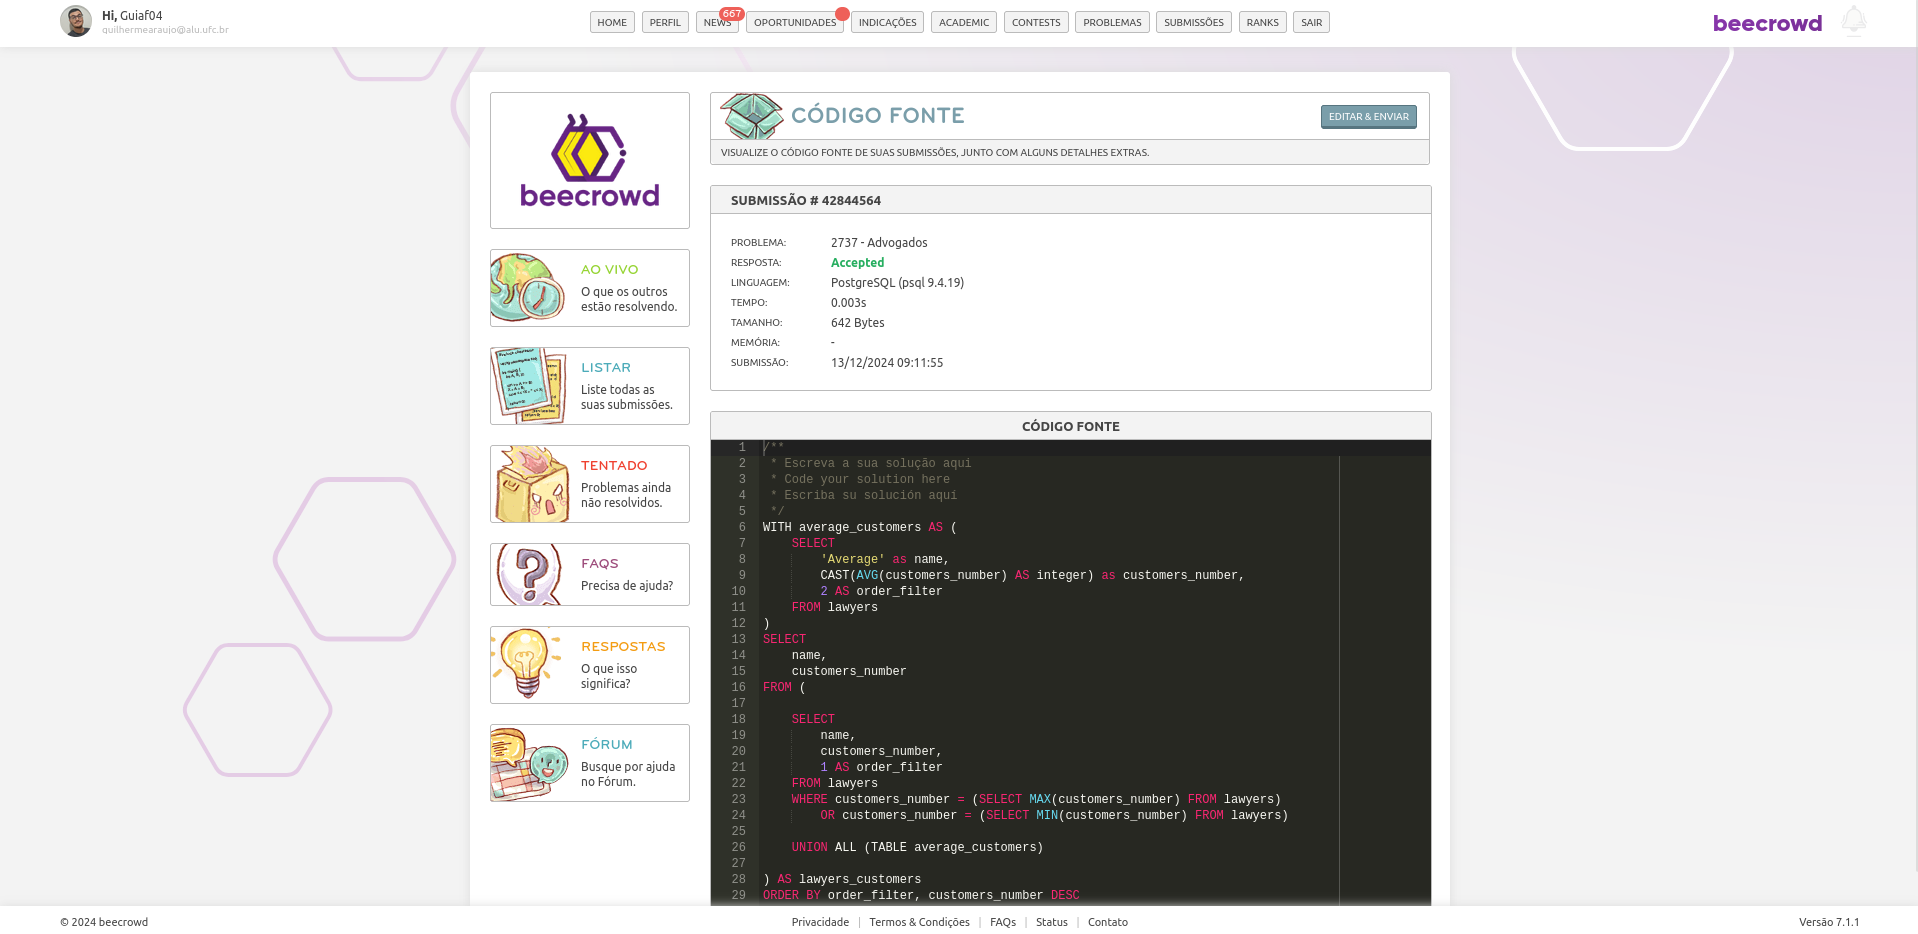 Hi, Guiaf04
guilhermearaujo@alu.ufc.br
HOME
PERFIL
NEWS
667
OPORTUNIDADES
INDICAÇÕES
ACADEMIC
CONTESTS
PROBLEMAS
SUBMISSÕES
RANKS
SAIR
beecrowd
beecrowd
AO VIVO
O que os outros
estão resolvendo.
LISTAR
Liste todas as
suas submissões.
TENTADO
Problemas ainda
não resolvidos.
FAQS
Precisa de ajuda?
RESPOSTAS
O que isso
significa?
FÓRUM
Busque por ajuda
no Fórum.
CÓDIGO FONTE
EDITAR & ENVIAR
VISUALIZE O CÓDIGO FONTE DE SUAS SUBMISSÕES, JUNTO COM ALGUNS DETALHES EXTRAS.
SUBMISSÃO # 42844564
PROBLEMA: 2737 - Advogados
RESPOSTA: Accepted
LINGUAGEM: PostgreSQL (psql 9.4.19)
TEMPO: 0.003s
TAMANHO: 642 Bytes
MEMÓRIA: -
SUBMISSÃO: 13/12/2024 09:11:55
CÓDIGO FONTE
1 /**
2  * Escreva a sua solução aqui
3  * Code your solution here
4  * Escriba su solución aquí
5  */
6 WITH average_customers AS (
7     SELECT
8         'Average' as name,
9         CAST(AVG(customers_number) AS integer) as customers_number,
10         2 AS order_filter
11     FROM lawyers
12 )
13 SELECT
14     name,
15     customers_number
16 FROM (
17
18     SELECT
19         name,
20         customers_number,
21         1 AS order_filter
22     FROM lawyers
23     WHERE customers_number = (SELECT MAX(customers_number) FROM lawyers)
24         OR customers_number = (SELECT MIN(customers_number) FROM lawyers)
25
26     UNION ALL (TABLE average_customers)
27
28 ) AS lawyers_customers
29 ORDER BY order_filter, customers_number DESC
© 2024 beecrowd
Privacidade | Termos & Condições | FAQs | Status | Contato
Versão 7.1.1